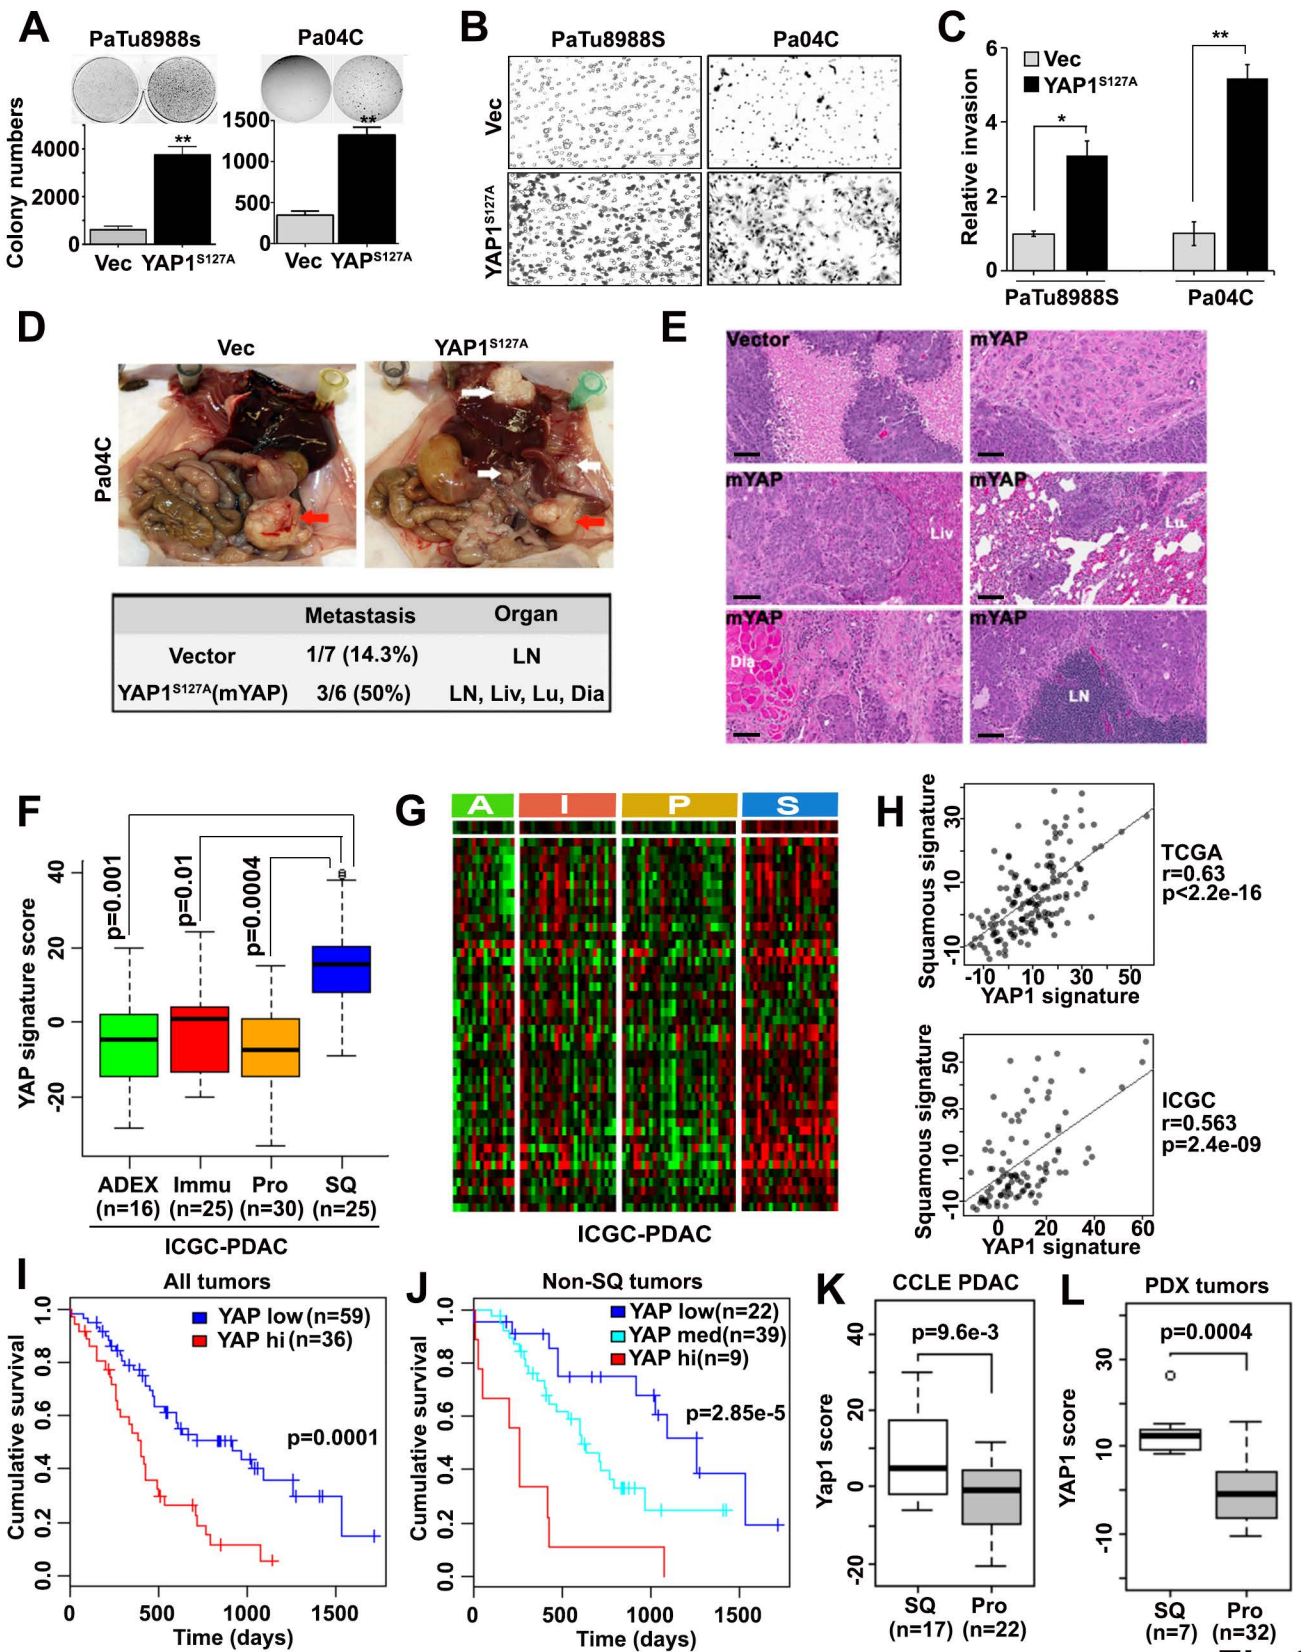 A
PaTu8988s
Pa04C
Colony numbers
4000
2000
0
**
Vec YAP1S127A
1500
1000
500
0
**
Vec YAPS127A
B
PaTu8988S
Pa04C
Vec
YAP1S127A
C
Relative invasion
6
4
2
0
Vec
YAP1S127A
*
**
PaTu8988S
Pa04C
D
Vec
YAP1S127A
Pa04C
Metastasis Organ
Vector 1/7 (14.3%) LN
YAP1S127A(mYAP) 3/6 (50%) LN, Liv, Lu, Dia
E
Vector
mYAP
mYAP
Liv
mYAP
Lu
mYAP
Dia
mYAP
LN
F
YAP signature score
40
20
0
-20
p=0.001
p=0.01
p=0.0004
ADEX Immu Pro SQ
(n=16) (n=25) (n=30) (n=25)
ICGC-PDAC
G
A I P S
ICGC-PDAC
H
Squamous signature
30
10
-10
-10 10 30 50
YAP1 signature
TCGA
r=0.63
p<2.2e-16
Squamous signature
50
30
10
-10
0 20 40 60
YAP1 signature
ICGC
r=0.563
p=2.4e-09
I
All tumors
YAP low(n=59)
YAP hi(n=36)
p=0.0001
Cumulative survival
1.0
0.8
0.6
0.4
0.2
0.0
0 500 1000 1500
Time (days)
J
Non-SQ tumors
YAP low(n=22)
YAP med(n=39)
YAP hi(n=9)
p=2.85e-5
Cumulative survival
1.0
0.8
0.6
0.4
0.2
0.0
0 500 1000 1500
Time (days)
K
CCLE PDAC
p=9.6e-3
Yap1 score
40
20
0
-20
SQ Pro
(n=17) (n=22)
L
PDX tumors
p=0.0004
YAP1 score
30
10
-10
SQ Pro
(n=7) (n=32)